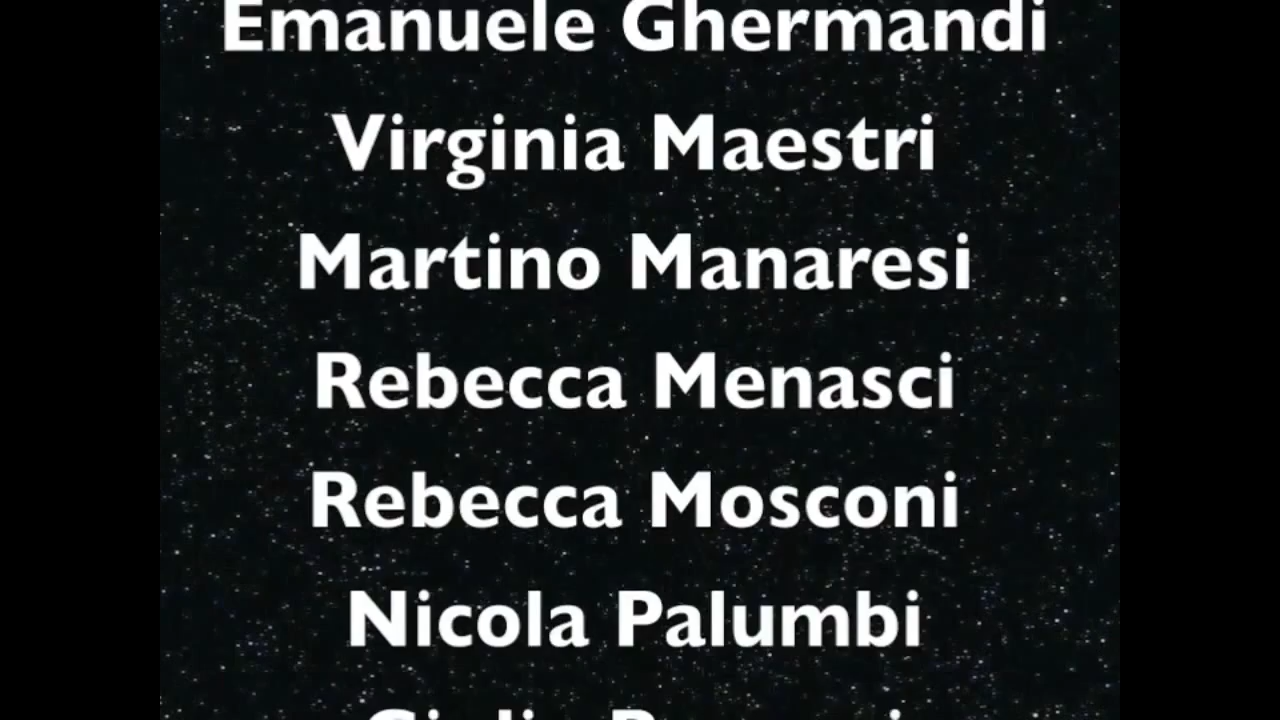 Emanuele Ghermandi
Virginia Maestri
Martino Manaresi
Rebecca Menasci
Rebecca Mosconi
Nicola Palumbi